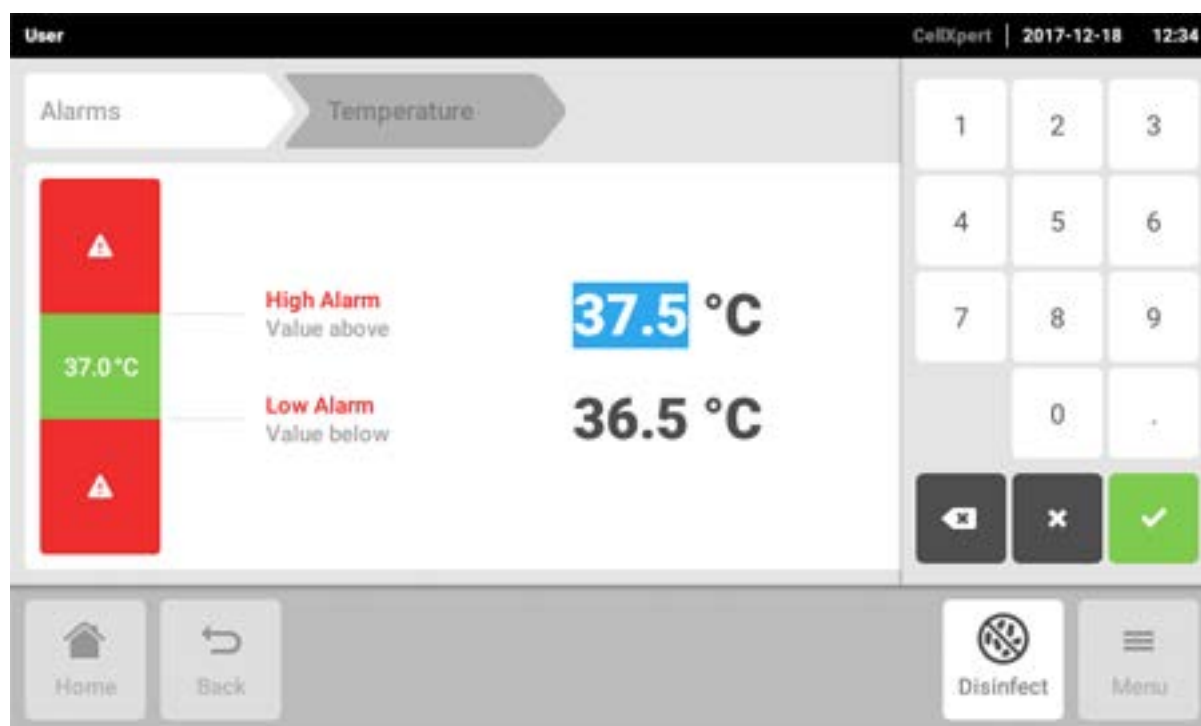 User
CellXpert | 2017-12-18 12:34
Alarms
Temperature
37.0°C
High Alarm
Value above
37.5 °C
Low Alarm
Value below
36.5 °C
1 2 3
4 5 6
7 8 9
0 .
Home
Back
Disinfect
Menu